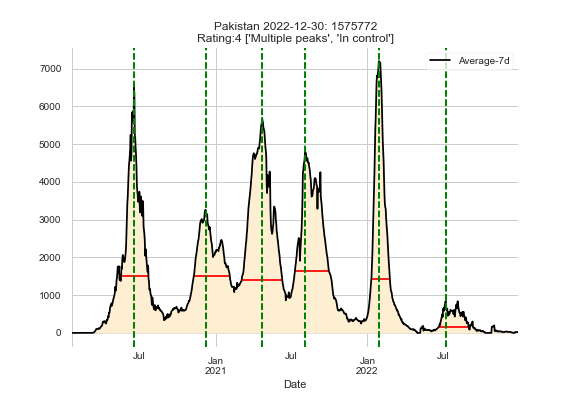 Pakistan 2022-12-30: 1575772
Rating:4 ['Multiple peaks', 'In control']
Average-7d
7000
6000
5000
4000
3000
2000
1000
0
Jul
Jan
2021
Jul
Jan
2022
Jul
Date